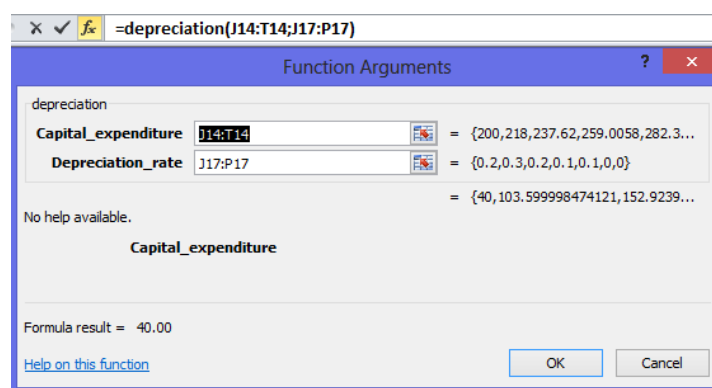 fx =depreciation(J14:T14;J17:P17)
Function Arguments ?
depreciation
Capital_expenditure J14:T14 = {200,218,237.62,259.0058,282.3...
Depreciation_rate J17:P17 = {0.2,0.3,0.2,0.1,0.1,0,0}
= {40,103.599998474121,152.9239...
No help available.
Capital_expenditure
Formula result = 40.00
Help on this function OK Cancel